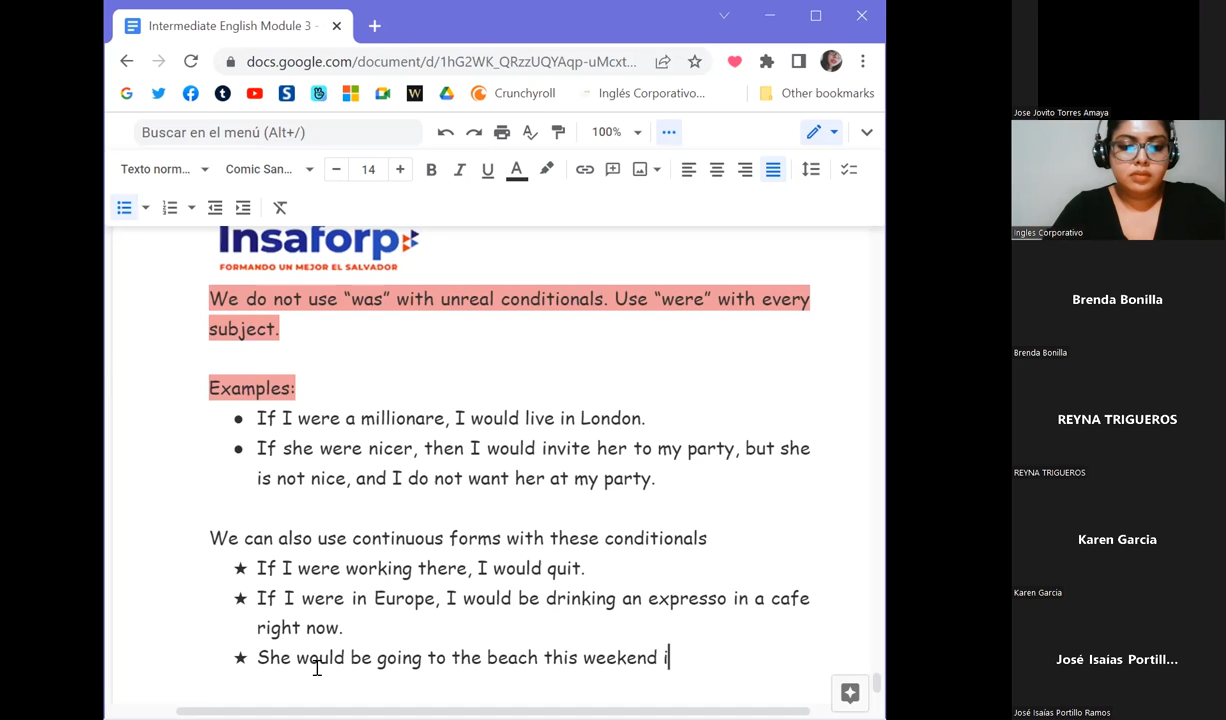 Intermediate English Module 3 -
docs.google.com/document/d/1hG2WK_QRzzUQYAqp-uMcxt...
Crunchyroll
Inglés Corporativo...
Other bookmarks
Buscar en el menú (Alt+/)
100%
Texto norm...
Comic San...
14
Insaforp
FORMANDO UN MEJOR EL SALVADOR
We do not use “was” with unreal conditionals. Use “were” with every
subject.
Examples:
● If I were a millionare, I would live in London.
● If she were nicer, then I would invite her to my party, but she
is not nice, and I do not want her at my party.
We can also use continuous forms with these conditionals
★ If I were working there, I would quit.
★ If I were in Europe, I would be drinking an expresso in a cafe
right now.
★ She would be going to the beach this weekend i
Jose Jovito Torres Amaya
Ingles Corporativo
Brenda Bonilla
Brenda Bonilla
REYNA TRIGUEROS
REYNA TRIGUEROS
Karen García
Karen García
José Isaías Portill...
José Isaías Portillo Ramos